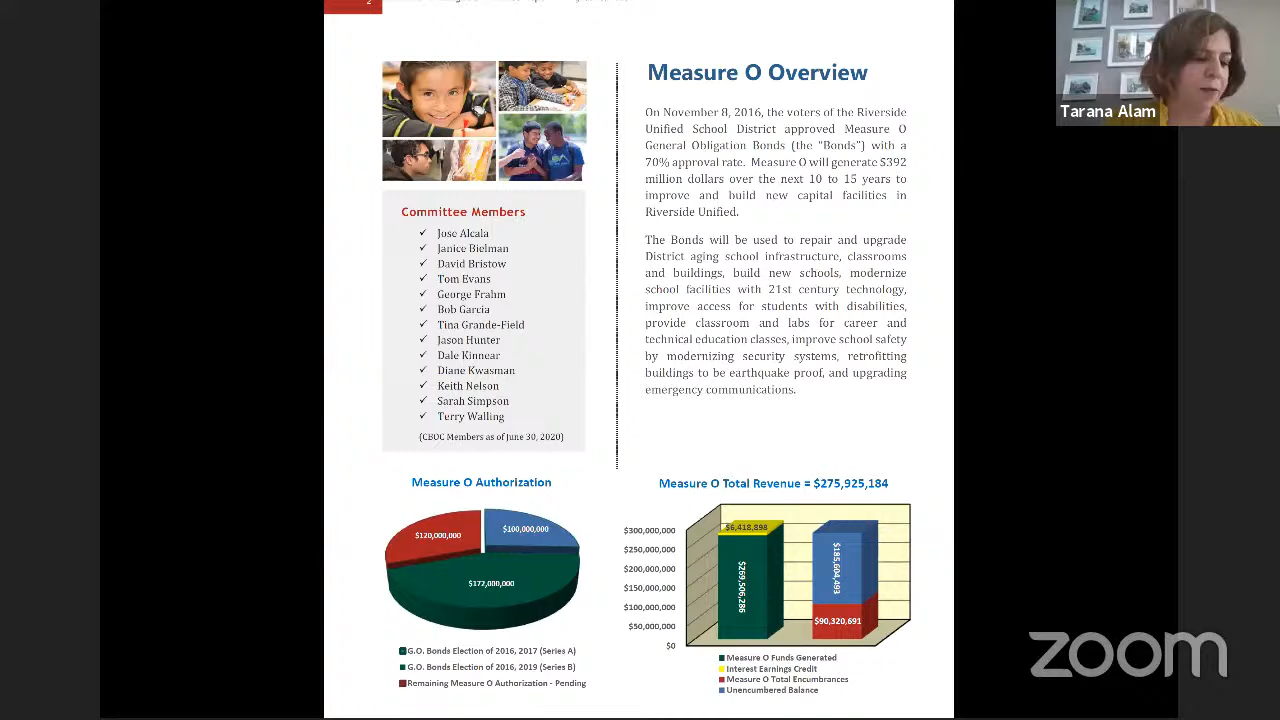 2
Tarana Alam
Measure O Overview
On November 8, 2016, the voters of the Riverside
Unified School District approved Measure O
General Obligation Bonds (the “Bonds”) with a
70% approval rate. Measure O will generate $392
million dollars over the next 10 to 15 years to
improve and build new capital facilities in
Riverside Unified.
The Bonds will be used to repair and upgrade
District aging school infrastructure, classrooms
and buildings, build new schools, modernize
school facilities with 21st century technology,
improve access for students with disabilities,
provide classroom and labs for career and
technical education classes, improve school safety
by modernizing security systems, retrofitting
buildings to be earthquake proof, and upgrading
emergency communications.
Committee Members
✓ Jose Alcala
✓ Janice Bielman
✓ David Bristow
✓ Tom Evans
✓ George Frahm
✓ Bob Garcia
✓ Tina Grande-Field
✓ Jason Hunter
✓ Dale Kinnear
✓ Diane Kwasman
✓ Keith Nelson
✓ Sarah Simpson
✓ Terry Walling
(CBOC Members as of June 30, 2020)
Measure O Authorization
$120,000,000
$100,000,000
$172,000,000
G.O. Bonds Election of 2016, 2017 (Series A)
G.O. Bonds Election of 2016, 2019 (Series B)
Remaining Measure O Authorization - Pending
Measure O Total Revenue = $275,925,184
$300,000,000
$250,000,000
$200,000,000
$150,000,000
$100,000,000
$50,000,000
$0
$6,418,898
$269,506,286
$185,604,493
$90,320,691
Measure O Funds Generated
Interest Earnings Credit
Measure O Total Encumbrances
Unencumbered Balance
zoom